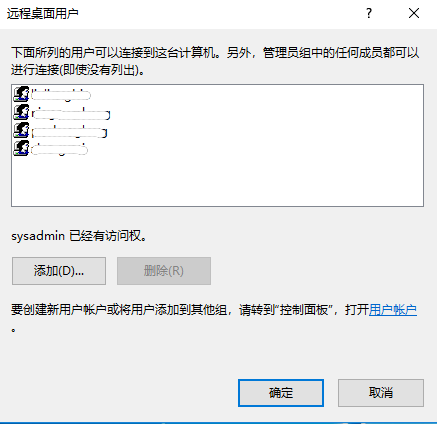 远程桌面用户
下面所列的用户可以连接到这台计算机。另外，管理员组中的任何成员都可以
进行连接(即使没有列出)。
sysadmin 已经有访问权。
添加(D)... 删除(R)
要创建新用户帐户或将用户添加到其他组，请转到"控制面板"，打开用户帐户
。
确定 取消